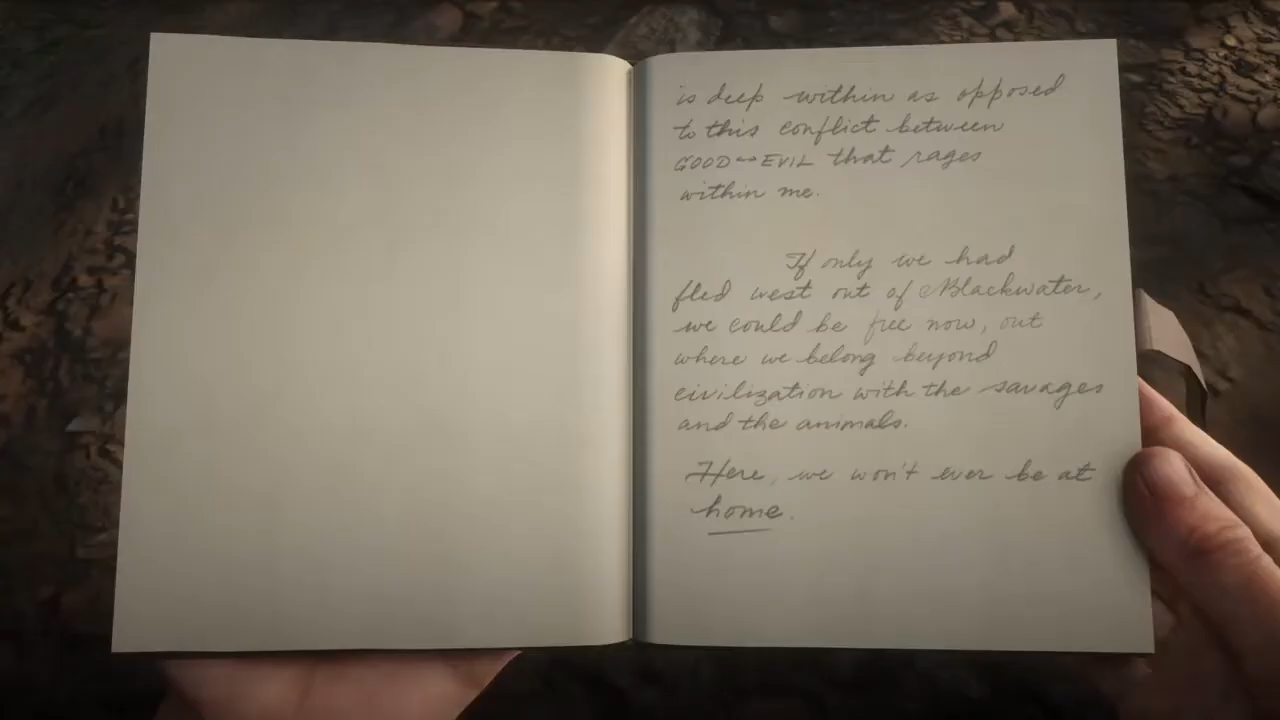 is deep within as opposed
to this conflict between
GOOD ↔ EVIL that rages
within me.
If only we had
fled west out of Blackwater,
we could be free now, out
where we belong beyond
civilization with the savages
and the animals.
Here, we won't ever be at
home.